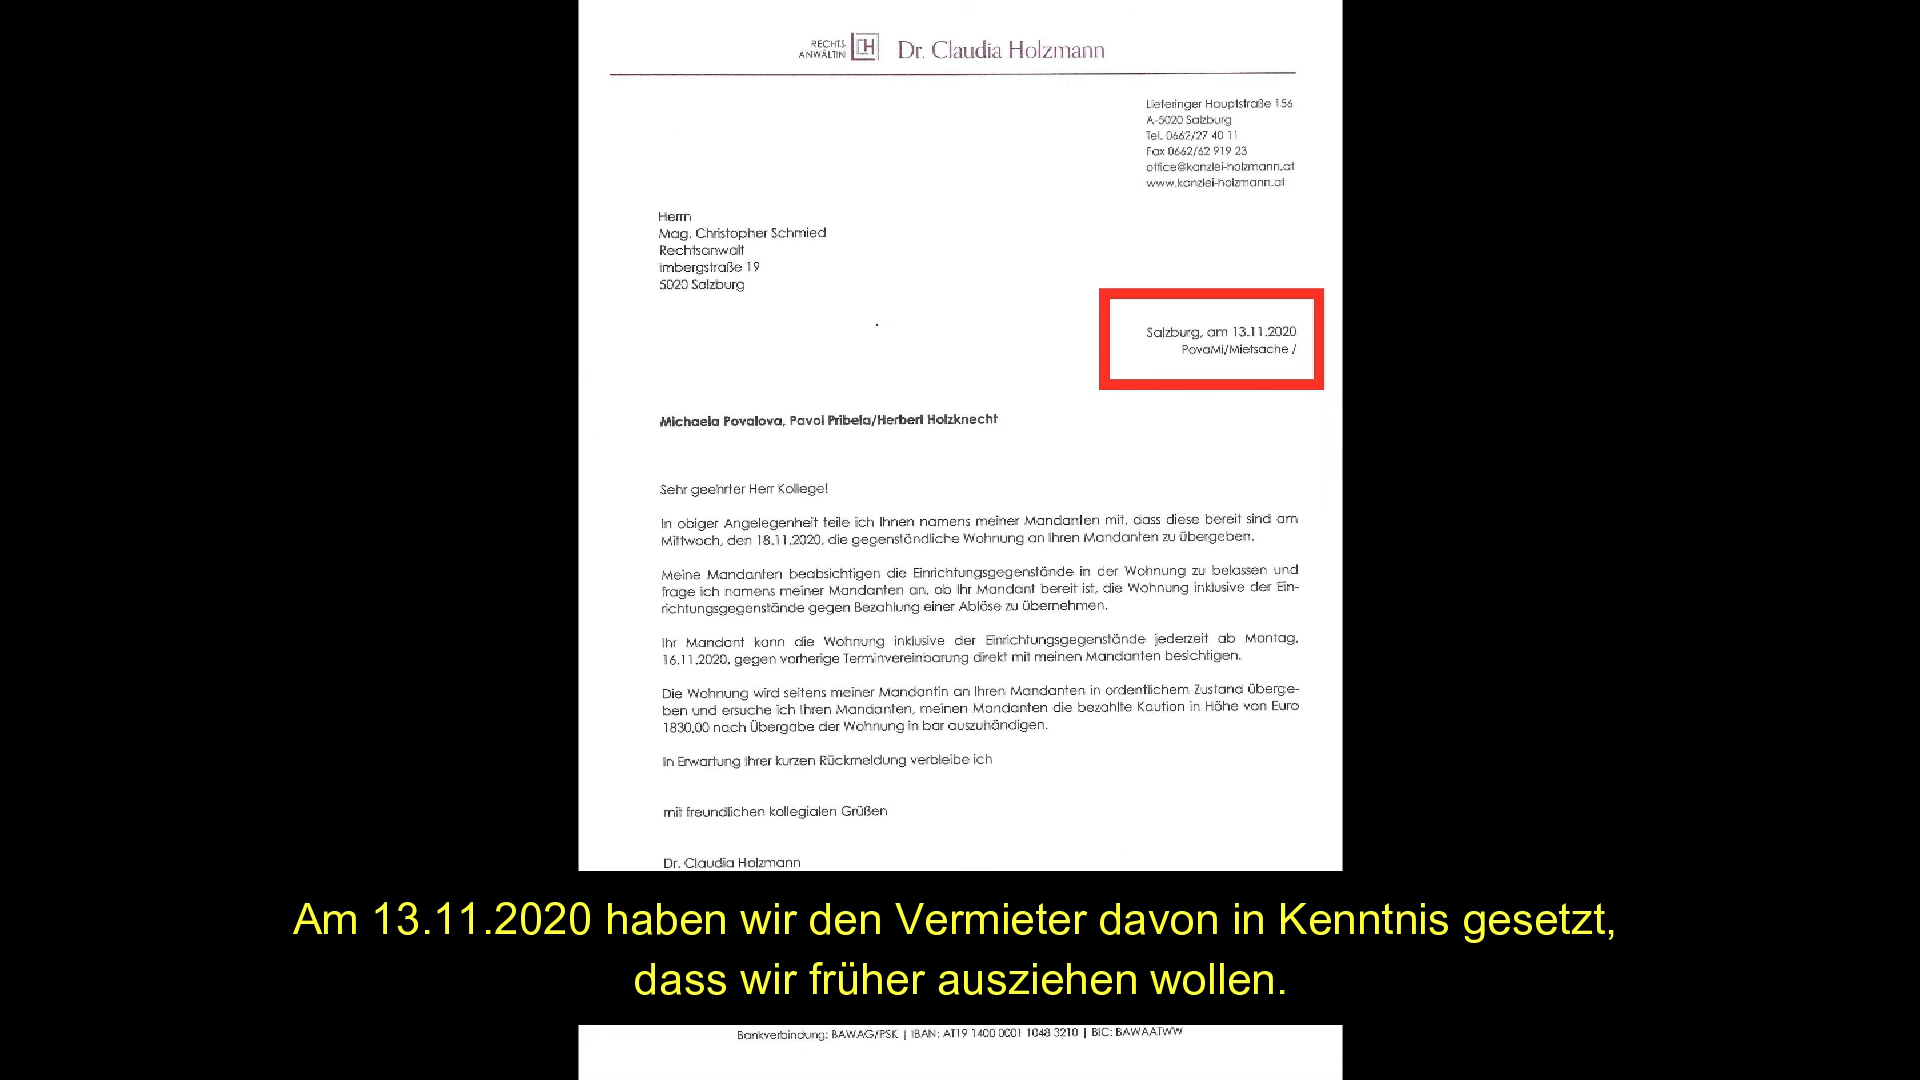 RECHTS
ANWÄLTIN
CH
Dr. Claudia Holzmann
Lieferinger Hauptstraße 156
A-5020 Salzburg
Tel. 0662/27 40 11
Fax 0662/62 919 23
office@kanzlei-holzmann.at
www.kanzlei-holzmann.at
Herrn
Mag. Christopher Schmied
Rechtsanwalt
Imbergstraße 19
5020 Salzburg
Salzburg, am 13.11.2020
PovaMi/Mietsache /
Michaela Povalova, Pavol Pribela/Herbert Holzknecht
Sehr geehrter Herr Kollege!
In obiger Angelegenheit teile ich Ihnen namens meiner Mandanten mit, dass diese bereit sind am
Mittwoch, den 18.11.2020, die gegenständliche Wohnung an Ihren Mandanten zu übergeben.
Meine Mandanten beabsichtigen die Einrichtungsgegenstände in der Wohnung zu belassen und
frage ich namens meiner Mandanten an, ob Ihr Mandant bereit ist, die Wohnung inklusive der Ein-
richtungsgegenstände gegen Bezahlung einer Ablöse zu übernehmen.
Ihr Mandant kann die Wohnung inklusive der Einrichtungsgegenstände jederzeit ab Montag,
16.11.2020, gegen vorherige Terminvereinbarung direkt mit meinen Mandanten besichtigen.
Die Wohnung wird seitens meiner Mandantin an Ihren Mandanten in ordentlichem Zustand überge-
ben und ersuche ich Ihren Mandanten, meinen Mandanten die bezahlte Kaution in Höhe von Euro
1830,00 nach Übergabe der Wohnung in bar auszuhändigen.
In Erwartung Ihrer kurzen Rückmeldung verbleibe ich
mit freundlichen kollegialen Grüßen
Dr. Claudia Holzmann
Am 13.11.2020 haben wir den Vermieter davon in Kenntnis gesetzt,
dass wir früher ausziehen wollen.
Bankverbindung: BAWAG/PSK | IBAN: AT19 1400 0001 1048 3210 | BIC: BAWAATWW